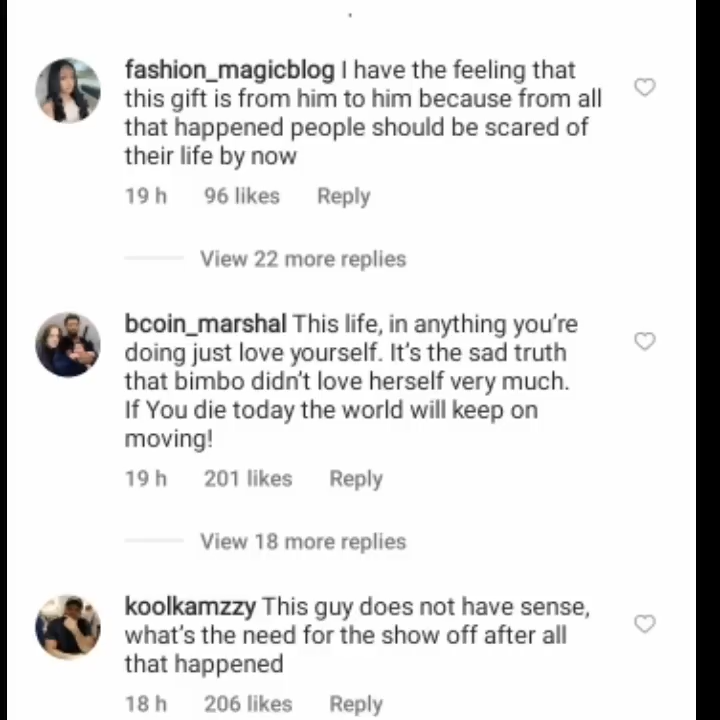 fashion_magicblog I have the feeling that
this gift is from him to him because from all
that happened people should be scared of
their life by now
19 h 96 likes Reply
View 22 more replies
bcoin_marshal This life, in anything you're
doing just love yourself. It's the sad truth
that bimbo didn't love herself very much.
If You die today the world will keep on
moving!
19 h 201 likes Reply
View 18 more replies
koolkamzzy This guy does not have sense,
what's the need for the show off after all
that happened
18 h 206 likes Reply